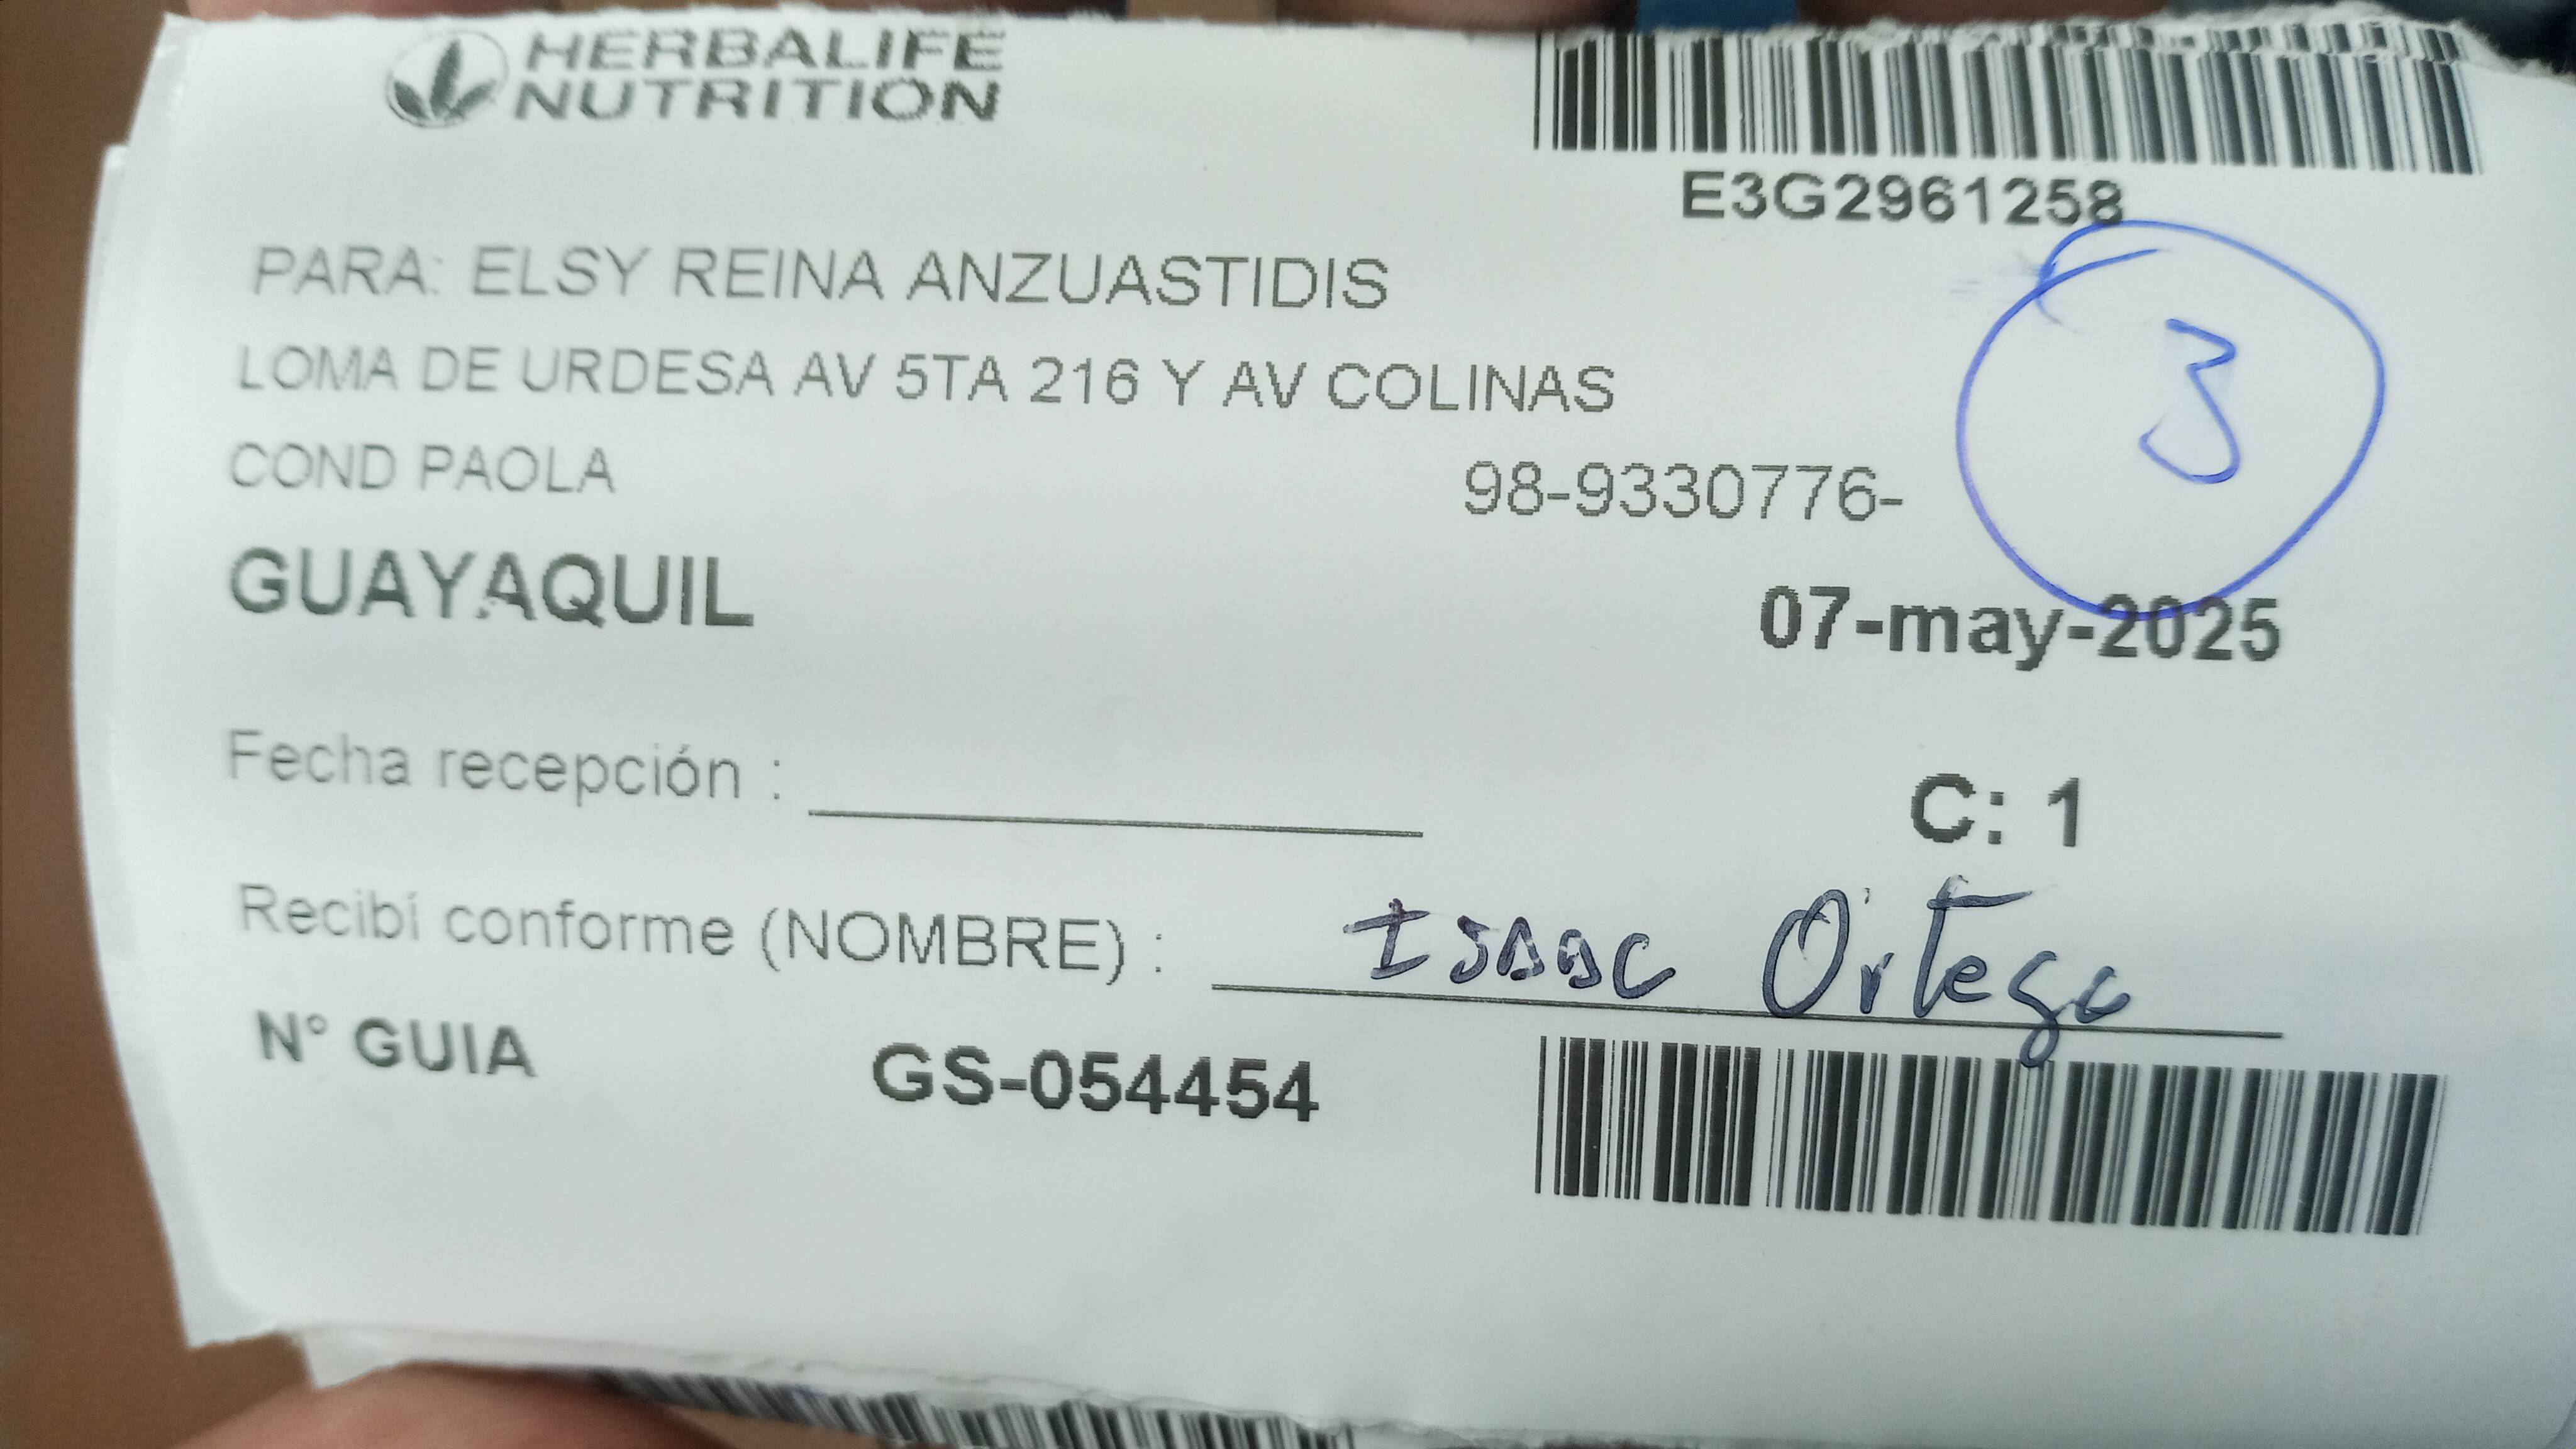 HERBALIFE
NUTRITION
E3G2961258
PARA: ELSY REINA ANZUASTIDIS
3
LOMA DE URDESA AV 5TA 216 Y AV COLINAS
COND PAOLA 98-9330776-
GUAYAQUIL
07-may-2025
Fecha recepción :
C: 1
Recibí conforme (NOMBRE) : Isaac Ortega
N° GUIA GS-054454